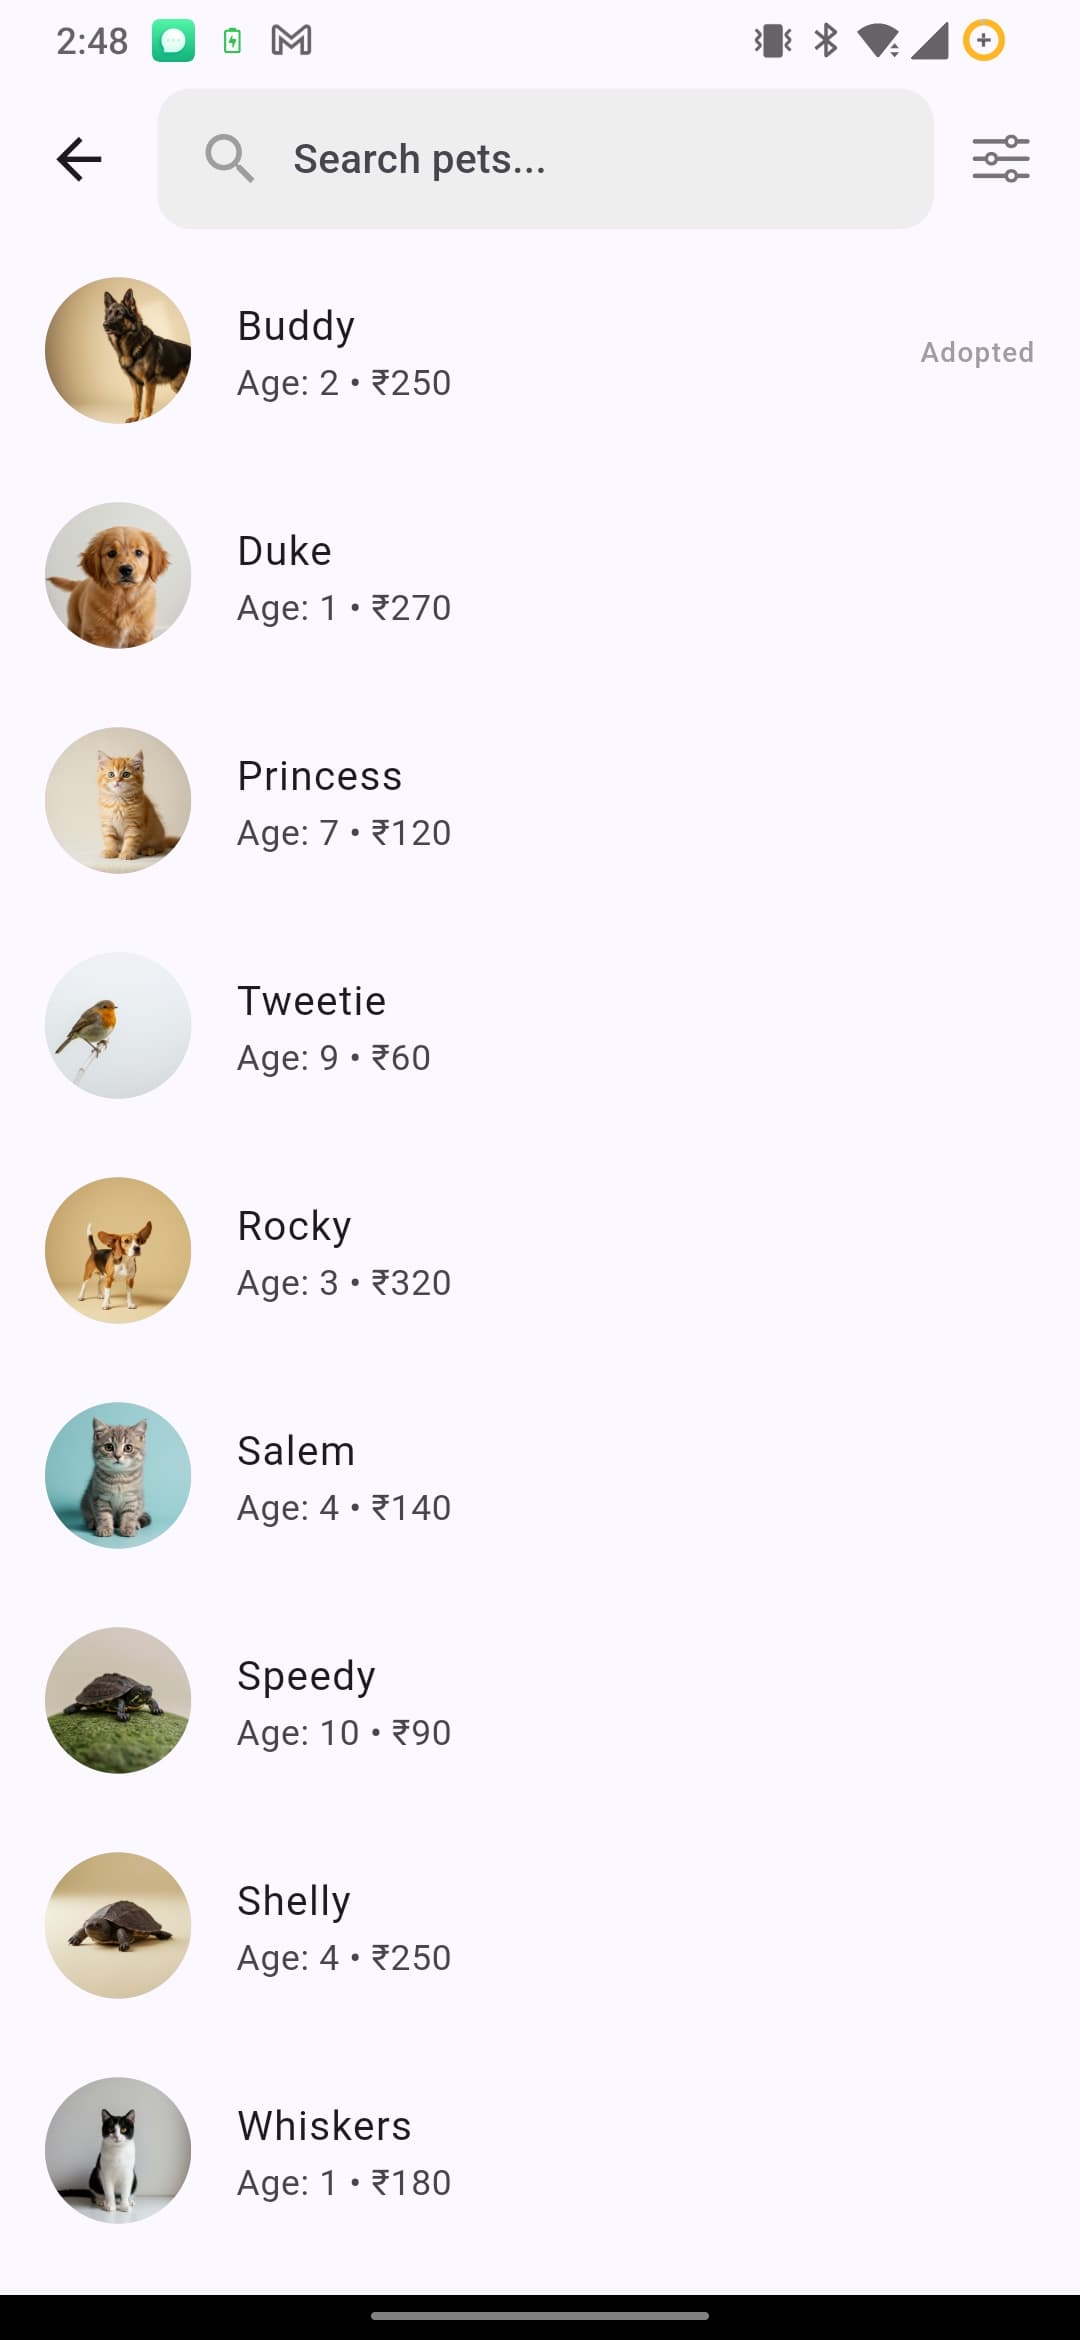 2:48
Search pets...
Buddy
Age: 2 • ₹250
Adopted
Duke
Age: 1 • ₹270
Princess
Age: 7 • ₹120
Tweetie
Age: 9 • ₹60
Rocky
Age: 3 • ₹320
Salem
Age: 4 • ₹140
Speedy
Age: 10 • ₹90
Shelly
Age: 4 • ₹250
Whiskers
Age: 1 • ₹180